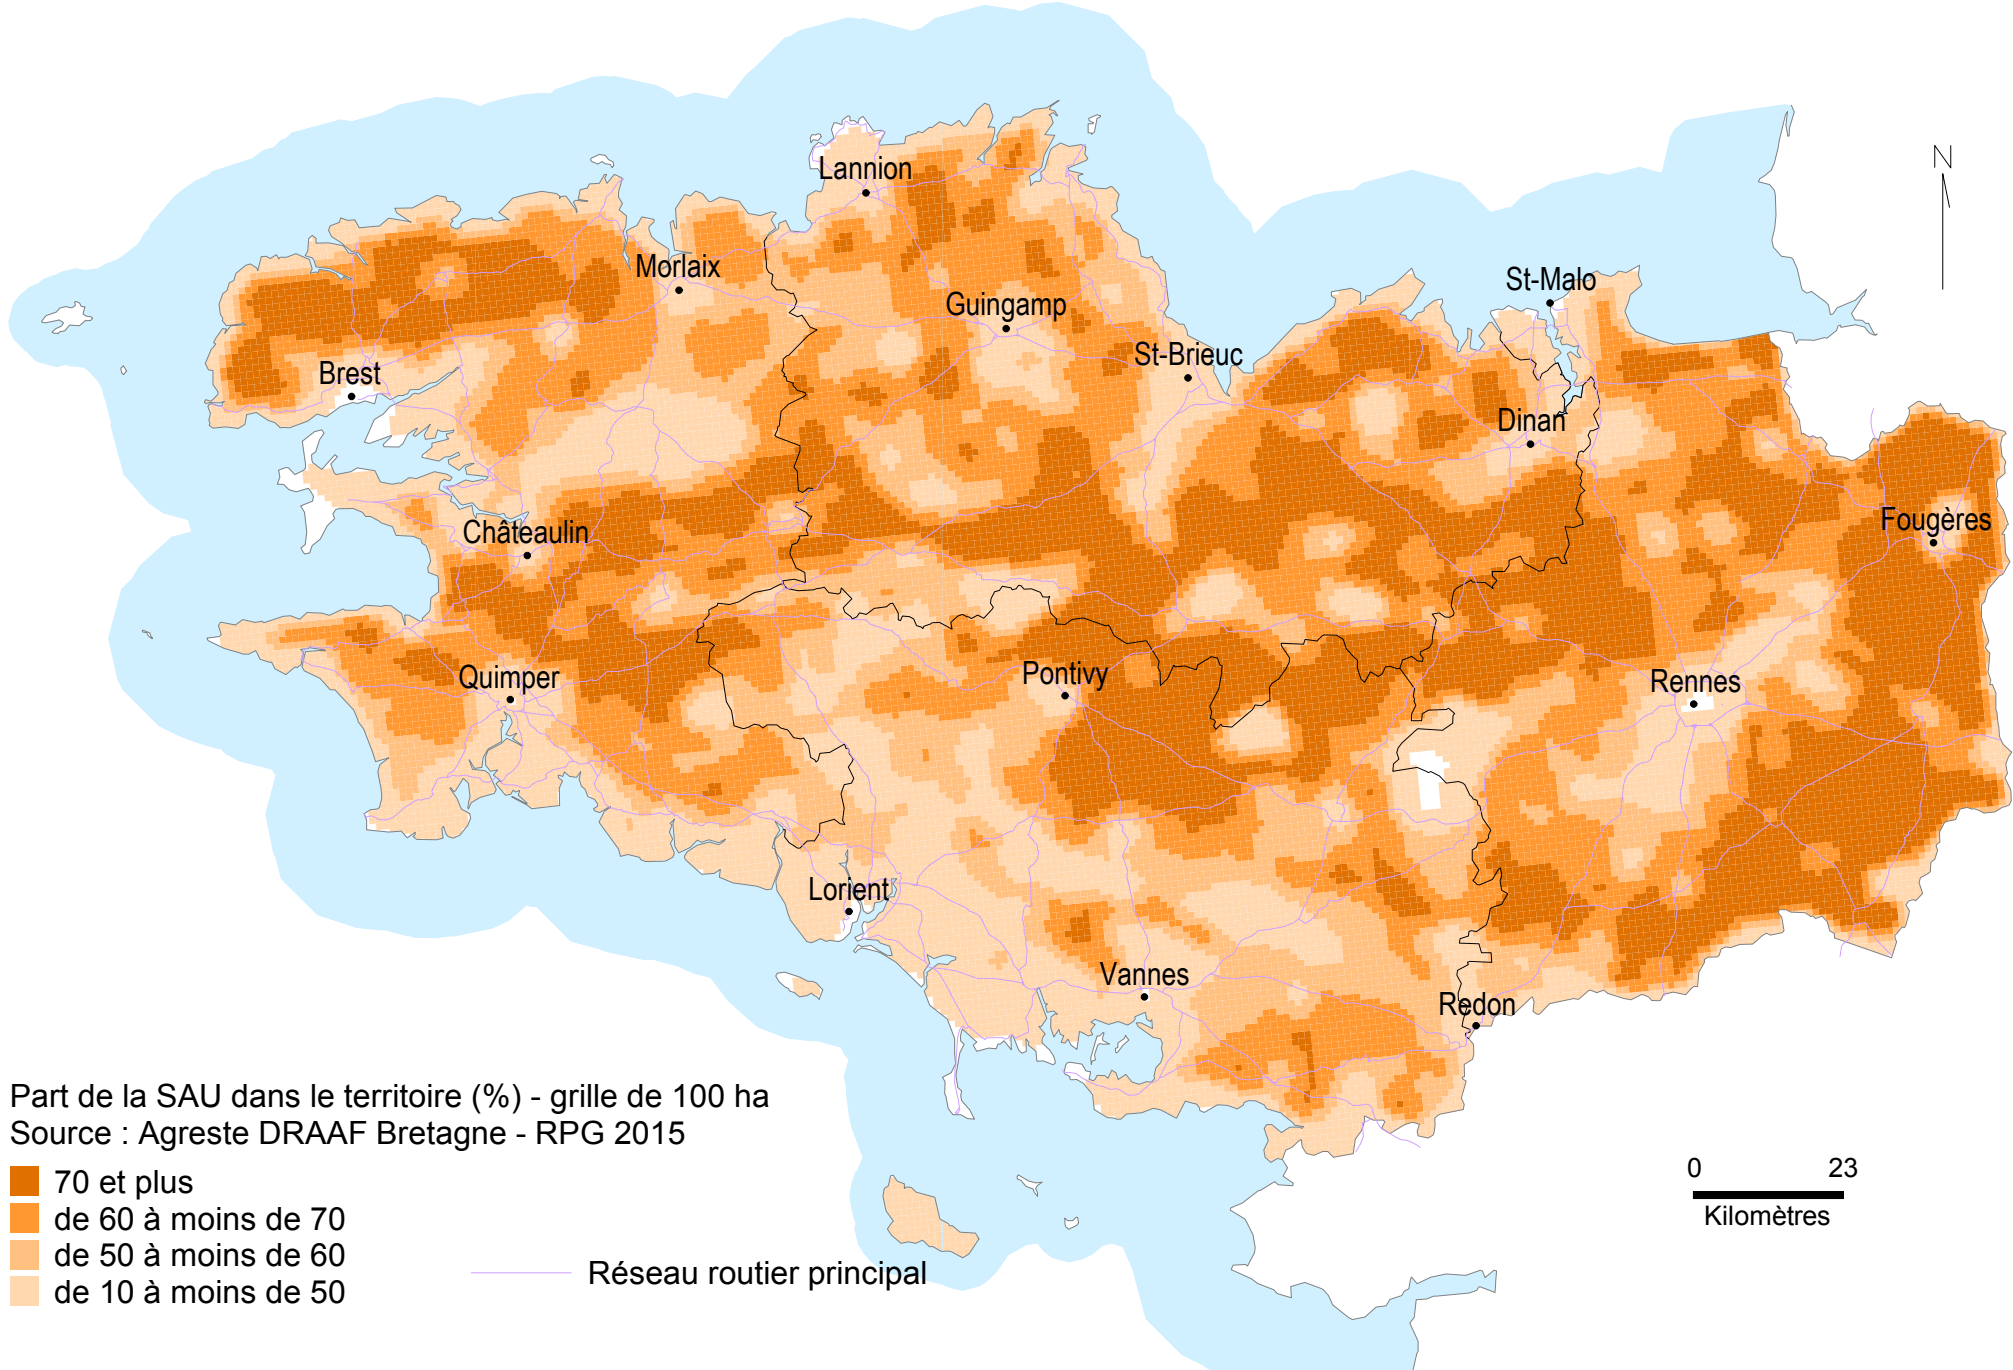 N
Lannion
Morlaix
St-Malo
Guingamp
St-Brieuc
Brest
Dinan
Châteaulin
Fougères
Quimper
Pontivy
Rennes
Lorient
Vannes
Redon
Part de la SAU dans le territoire (%) - grille de 100 ha
Source : Agreste DRAAF Bretagne - RPG 2015
70 et plus
de 60 à moins de 70
de 50 à moins de 60
de 10 à moins de 50
Réseau routier principal
0 23
Kilomètres